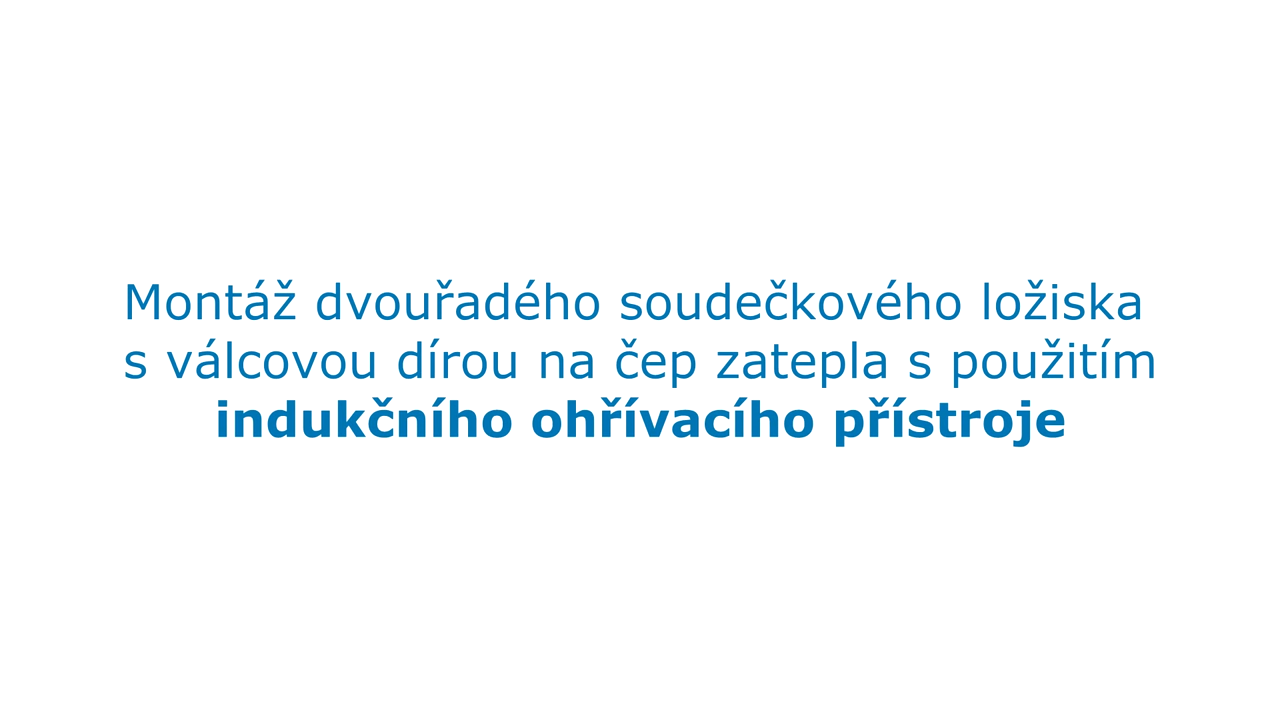 Montáž dvouřadého soudečkového ložiska
s válcovou dírou na čep zatepla s použitím
indukčního ohřívacího přístroje